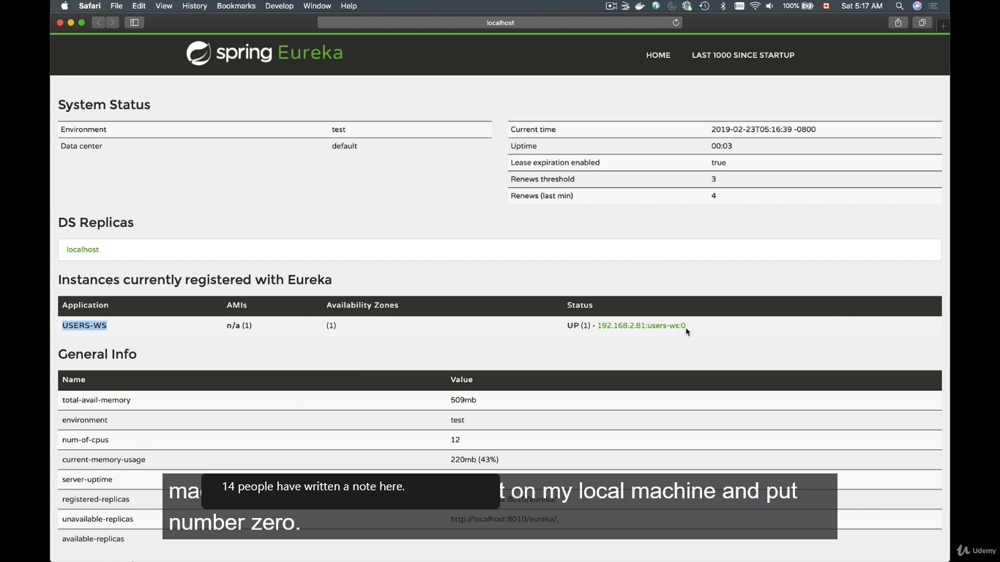 Safari File Edit View History Bookmarks Develop Window Help 100% Sat 5:17 AM
localhost
spring Eureka HOME LAST 1000 SINCE STARTUP
System Status
Environment test
Data center default
Current time 2019-02-23T05:16:39 -0800
Uptime 00:03
Lease expiration enabled true
Renews threshold 3
Renews (last min) 4
DS Replicas
localhost
Instances currently registered with Eureka
Application AMIs Availability Zones Status
USERS-WS n/a (1) (1) UP (1) - 192.168.2.81:users-ws:0
General Info
Name Value
total-avail-memory 509mb
environment test
num-of-cpus 12
current-memory-usage 220mb (43%)
server-uptime
registered-replicas
unavailable-replicas http://localhost:8010/eureka/,
available-replicas
14 people have written a note here.
on my local machine and put
number zero.
Udemy